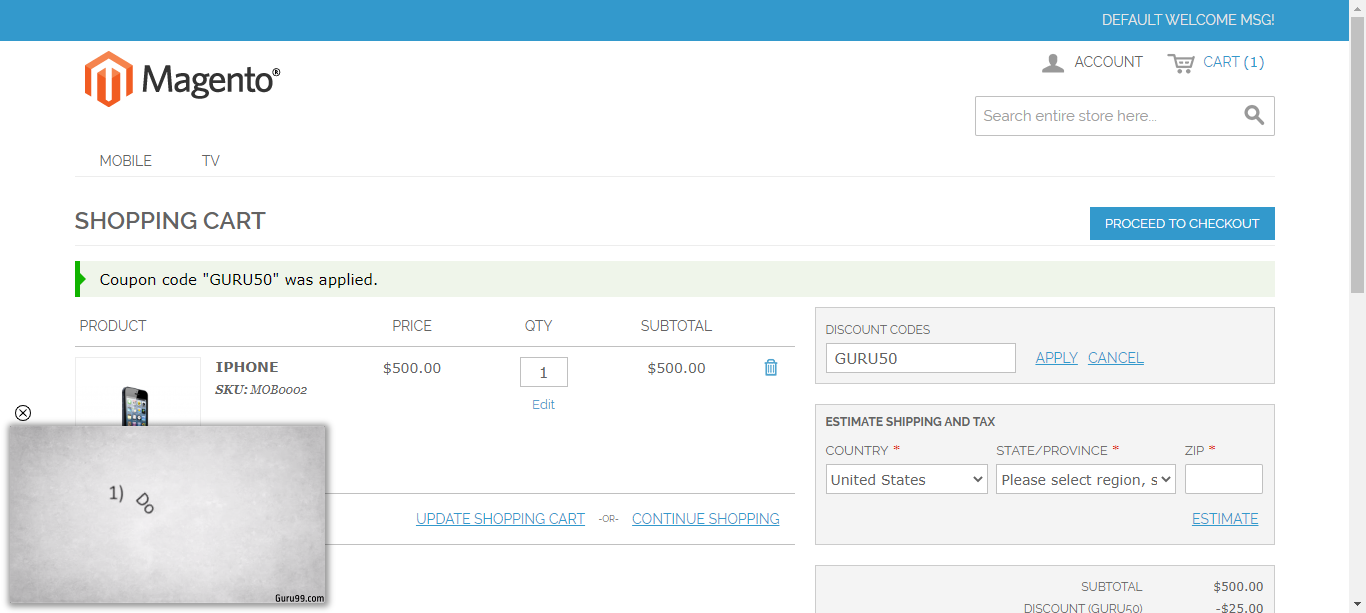 DEFAULT WELCOME MSG!
Magento®
ACCOUNT
CART (1)
Search entire store here...
MOBILE
TV
SHOPPING CART
PROCEED TO CHECKOUT
Coupon code "GURU50" was applied.
PRODUCT PRICE QTY SUBTOTAL
IPHONE $500.00 1 $500.00
SKU: MOB0002
Edit
UPDATE SHOPPING CART -OR- CONTINUE SHOPPING
DISCOUNT CODES
GURU50 APPLY CANCEL
ESTIMATE SHIPPING AND TAX
COUNTRY * STATE/PROVINCE * ZIP *
United States Please select region, s
ESTIMATE
SUBTOTAL $500.00
DISCOUNT (GURU50) -$25.00
1) Do
Guru99.com